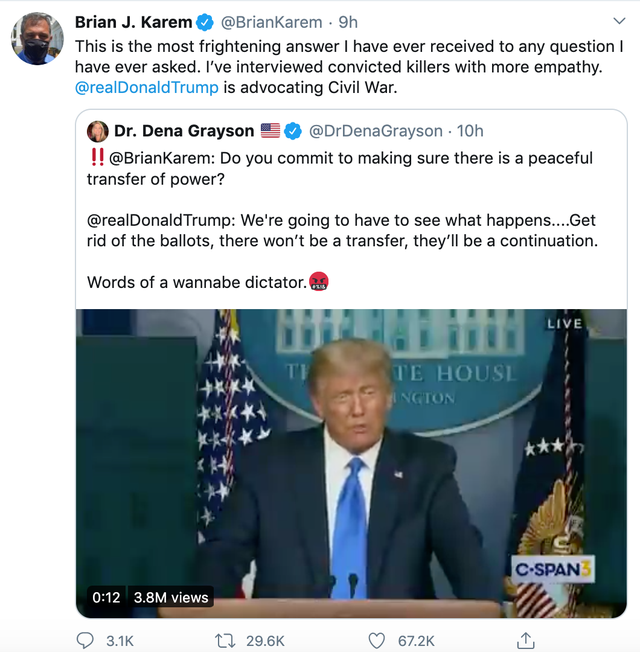 Brian J. Karem @BrianKarem · 9h
This is the most frightening answer I have ever received to any question I
have ever asked. I've interviewed convicted killers with more empathy.
@realDonaldTrump is advocating Civil War.
Dr. Dena Grayson @DrDenaGrayson · 10h
‼️@BrianKarem: Do you commit to making sure there is a peaceful
transfer of power?
@realDonaldTrump: We're going to have to see what happens....Get
rid of the ballots, there won't be a transfer, they'll be a continuation.
Words of a wannabe dictator.🤬
LIVE
TE HOUSE
NGTON
C-SPAN3
0:12 3.8M views
3.1K 29.6K 67.2K